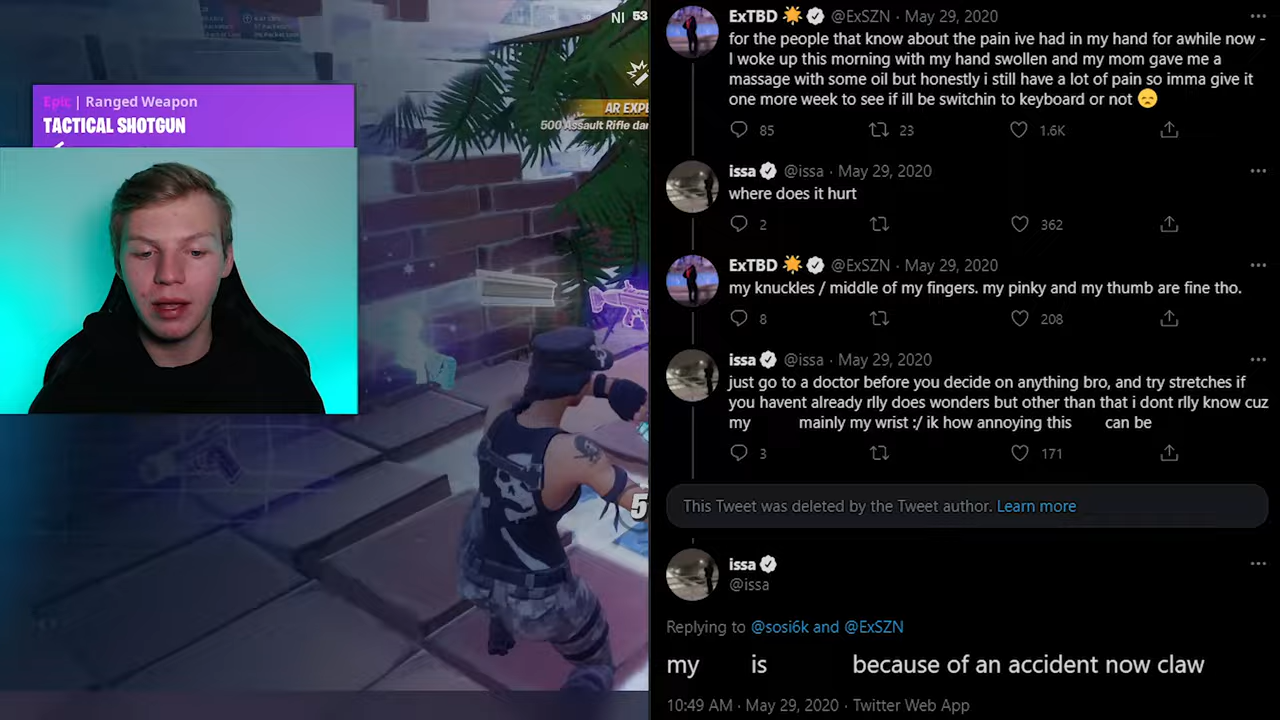 NI 53
Epic | Ranged Weapon
TACTICAL SHOTGUN
AR EXPE
500 Assault Rifle da
5
ExTBD @ExSZN · May 29, 2020
for the people that know about the pain ive had in my hand for awhile now -
I woke up this morning with my hand swollen and my mom gave me a
massage with some oil but honestly i still have a lot of pain so imma give it
one more week to see if ill be switchin to keyboard or not 😞
85 23 1.6K
issa @issa · May 29, 2020
where does it hurt
2 362
ExTBD @ExSZN · May 29, 2020
my knuckles / middle of my fingers. my pinky and my thumb are fine tho.
8 208
issa @issa · May 29, 2020
just go to a doctor before you decide on anything bro, and try stretches if
you havent already rlly does wonders but other than that i dont rlly know cuz
my mainly my wrist :/ ik how annoying this can be
3 171
This Tweet was deleted by the Tweet author. Learn more
issa
@issa
Replying to @sosi6k and @ExSZN
my is because of an accident now claw
10:49 AM · May 29, 2020 · Twitter Web App